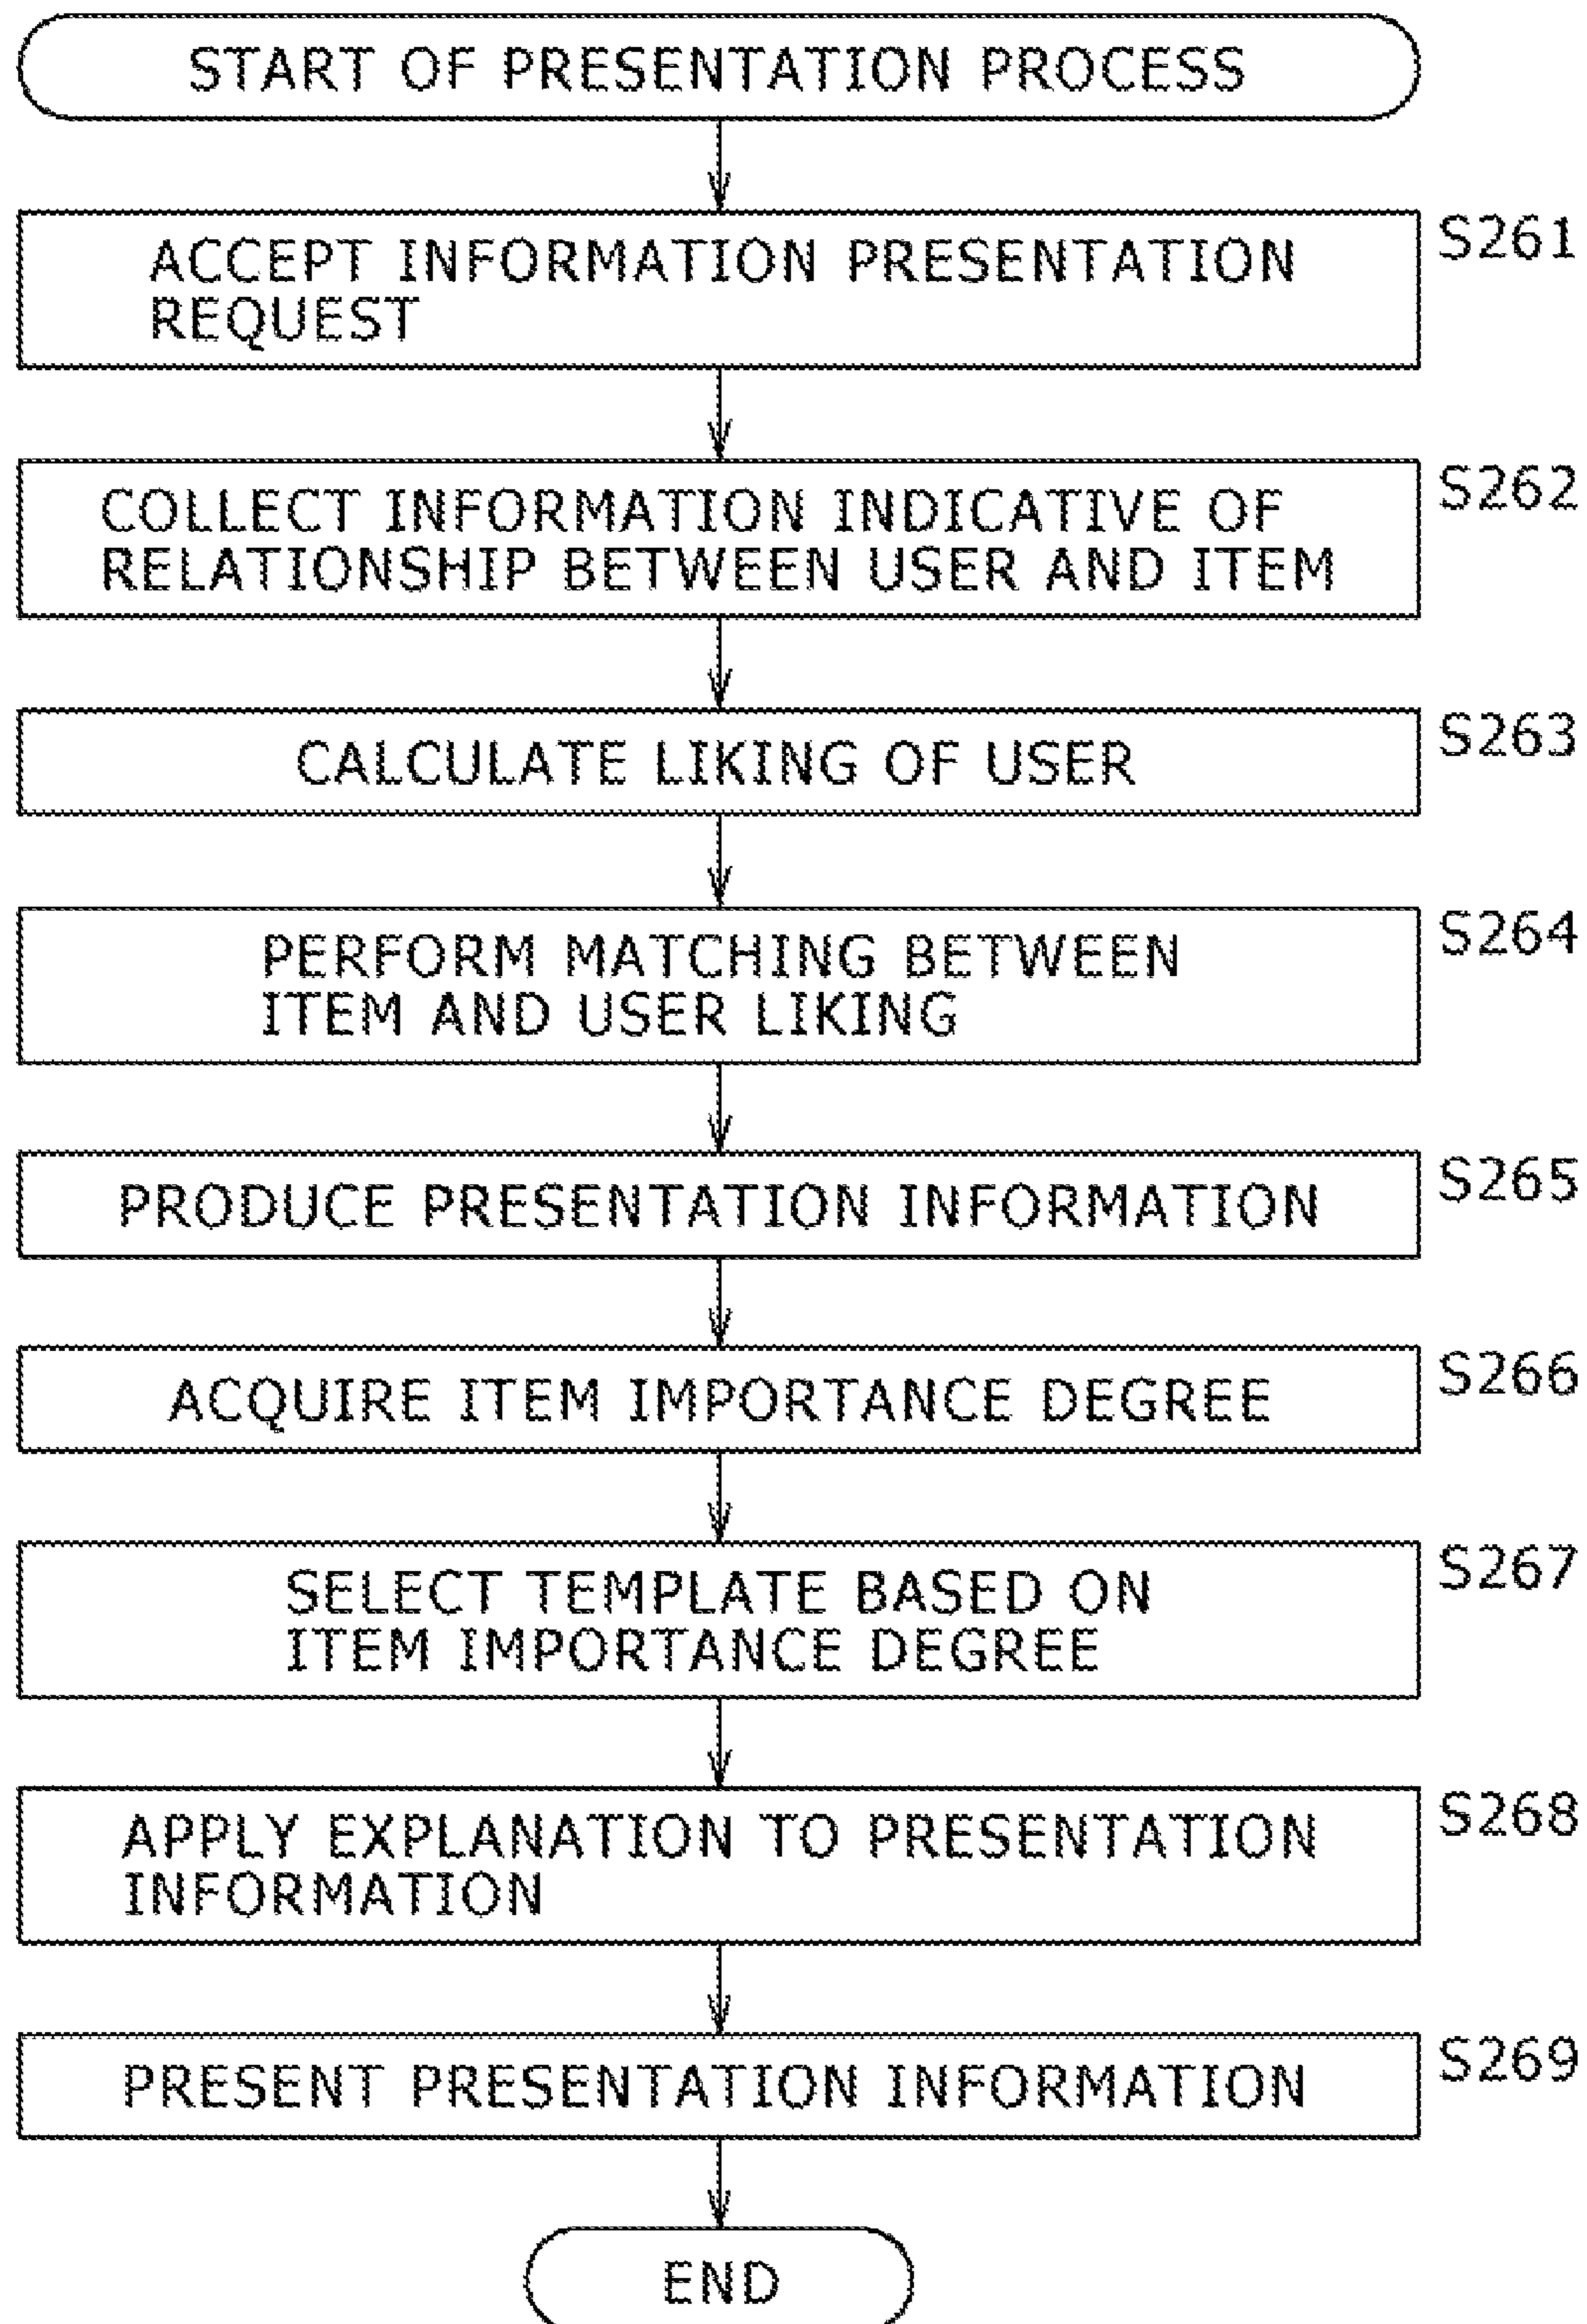 START OF PRESENTATION PROCESS
S261
ACCEPT INFORMATION PRESENTATION
REQUEST
S262
COLLECT INFORMATION INDICATIVE OF
RELATIONSHIP BETWEEN USER AND ITEM
S263
CALCULATE LIKING OF USER
S264
PERFORM MATCHING BETWEEN
ITEM AND USER LIKING
S265
PRODUCE PRESENTATION INFORMATION
S266
ACQUIRE ITEM IMPORTANCE DEGREE
S267
SELECT TEMPLATE BASED ON
ITEM IMPORTANCE DEGREE
S268
APPLY EXPLANATION TO PRESENTATION
INFORMATION
S269
PRESENT PRESENTATION INFORMATION
END